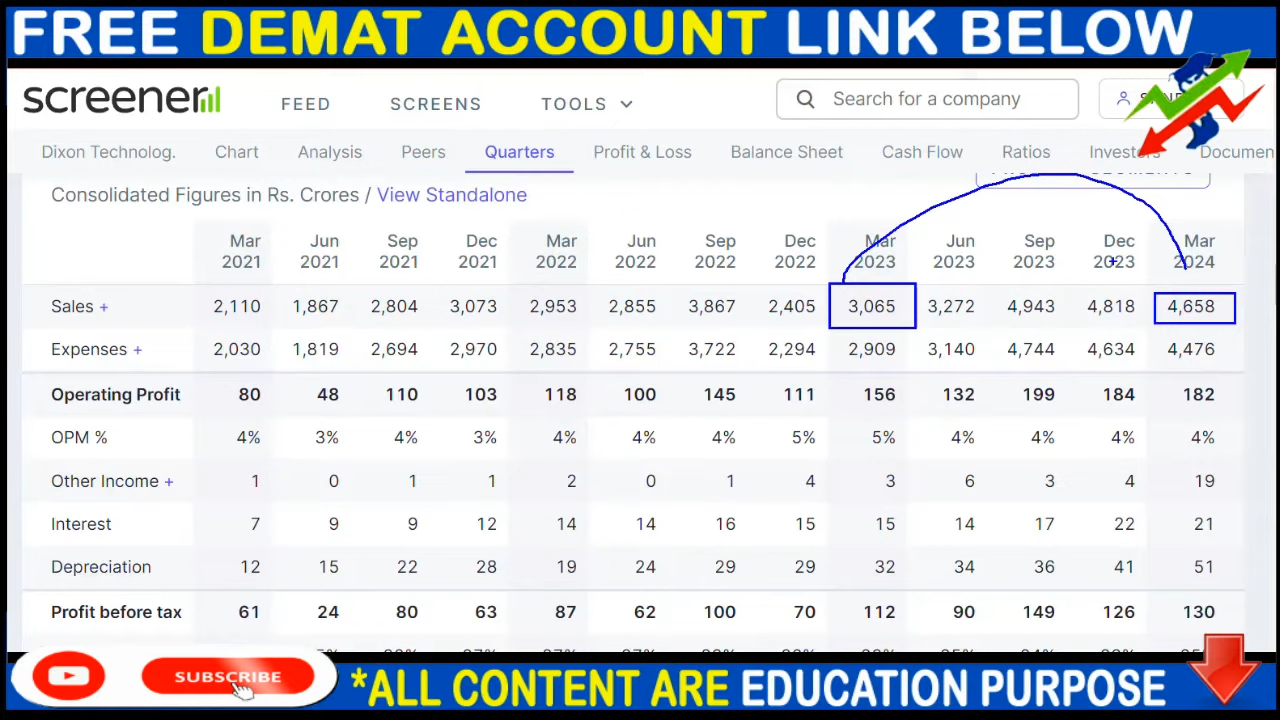 FREE DEMAT ACCOUNT LINK BELOW
screener FEED SCREENS TOOLS Search for a company
Dixon Technolog. Chart Analysis Peers Quarters Profit & Loss Balance Sheet Cash Flow Ratios Investors Documen
Consolidated Figures in Rs. Crores / View Standalone
Mar 2021 Jun 2021 Sep 2021 Dec 2021 Mar 2022 Jun 2022 Sep 2022 Dec 2022 Mar 2023 Jun 2023 Sep 2023 Dec 2023 Mar 2024
Sales + 2,110 1,867 2,804 3,073 2,953 2,855 3,867 2,405 3,065 3,272 4,943 4,818 4,658
Expenses + 2,030 1,819 2,694 2,970 2,835 2,755 3,722 2,294 2,909 3,140 4,744 4,634 4,476
Operating Profit 80 48 110 103 118 100 145 111 156 132 199 184 182
OPM % 4% 3% 4% 3% 4% 4% 4% 5% 5% 4% 4% 4% 4%
Other Income + 1 0 1 1 2 0 1 4 3 6 3 4 19
Interest 7 9 9 12 14 14 16 15 15 14 17 22 21
Depreciation 12 15 22 28 19 24 29 29 32 34 36 41 51
Profit before tax 61 24 80 63 87 62 100 70 112 90 149 126 130
SUBSCRIBE
*ALL CONTENT ARE EDUCATION PURPOSE